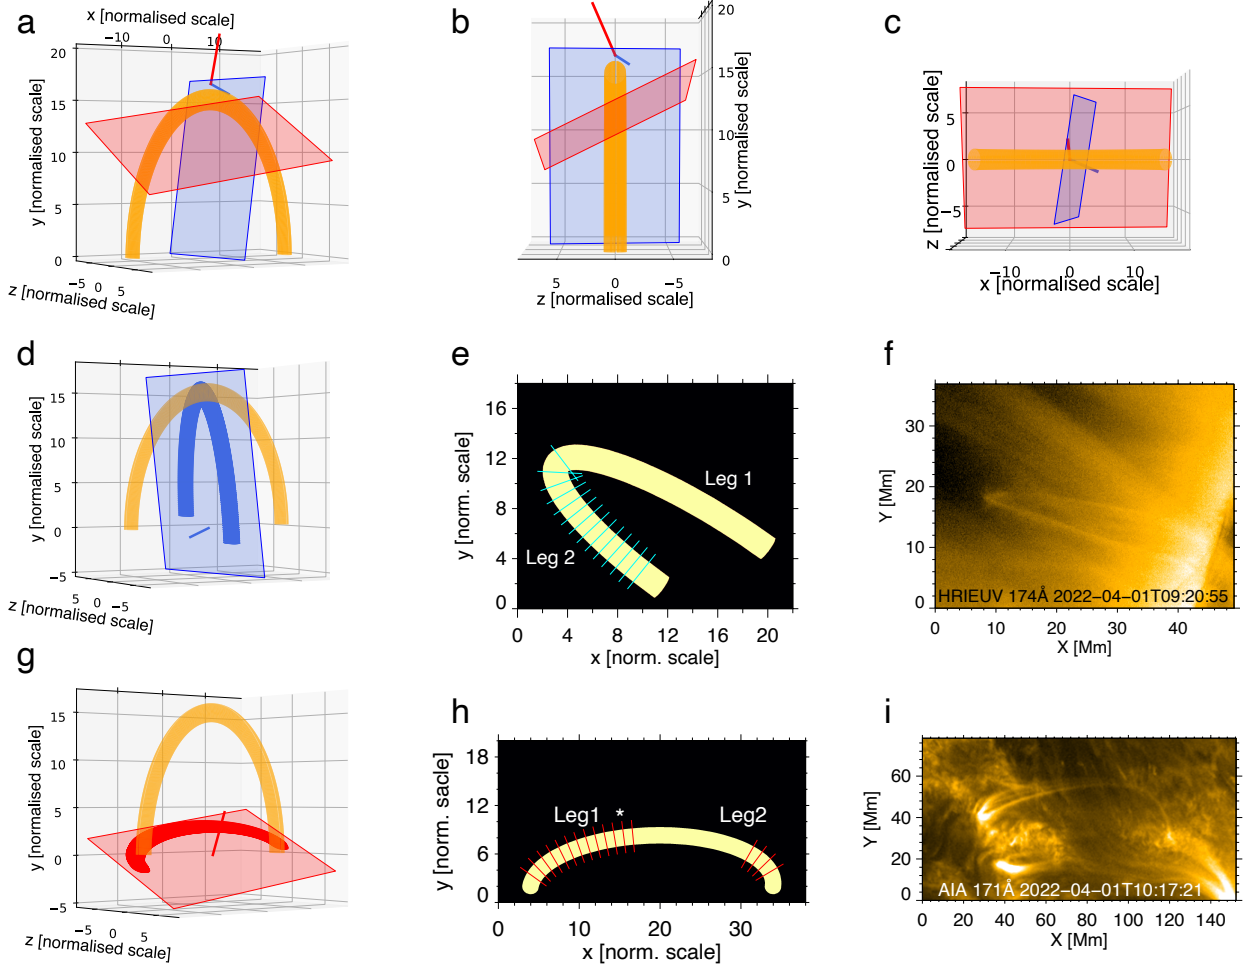 a
x [normalised scale]
−10 0 10
20
15
10
5
0
y [normalised scale]
−5 0 5
z [normalised scale]
b
20
15
10
5
0
y [normalised scale]
5 0 −5
z [normalised scale]
c
5
0
−5
z [normalised scale]
−10 0 10
x [normalised scale]
d
15
10
5
0
−5
y [normalised scale]
5 0 −5
z [normalised scale]
e
16
12
8
4
0
y [norm. scale]
Leg 1
Leg 2
0 4 8 12 16 20
x [norm. scale]
f
30
20
10
0
Y [Mm]
HRIEUV 174Å 2022−04−01T09:20:55
0 10 20 30 40
X [Mm]
g
15
10
5
0
−5
y [normalised scale]
−5 0 5
z [normalised scale]
h
18
12
6
0
y [norm. sacle]
Leg1 * Leg2
0 10 20 30
x [norm. scale]
i
60
40
20
0
Y [Mm]
AIA 171Å 2022−04−01T10:17:21
0 20 40 60 80 100 120 140
X [Mm]